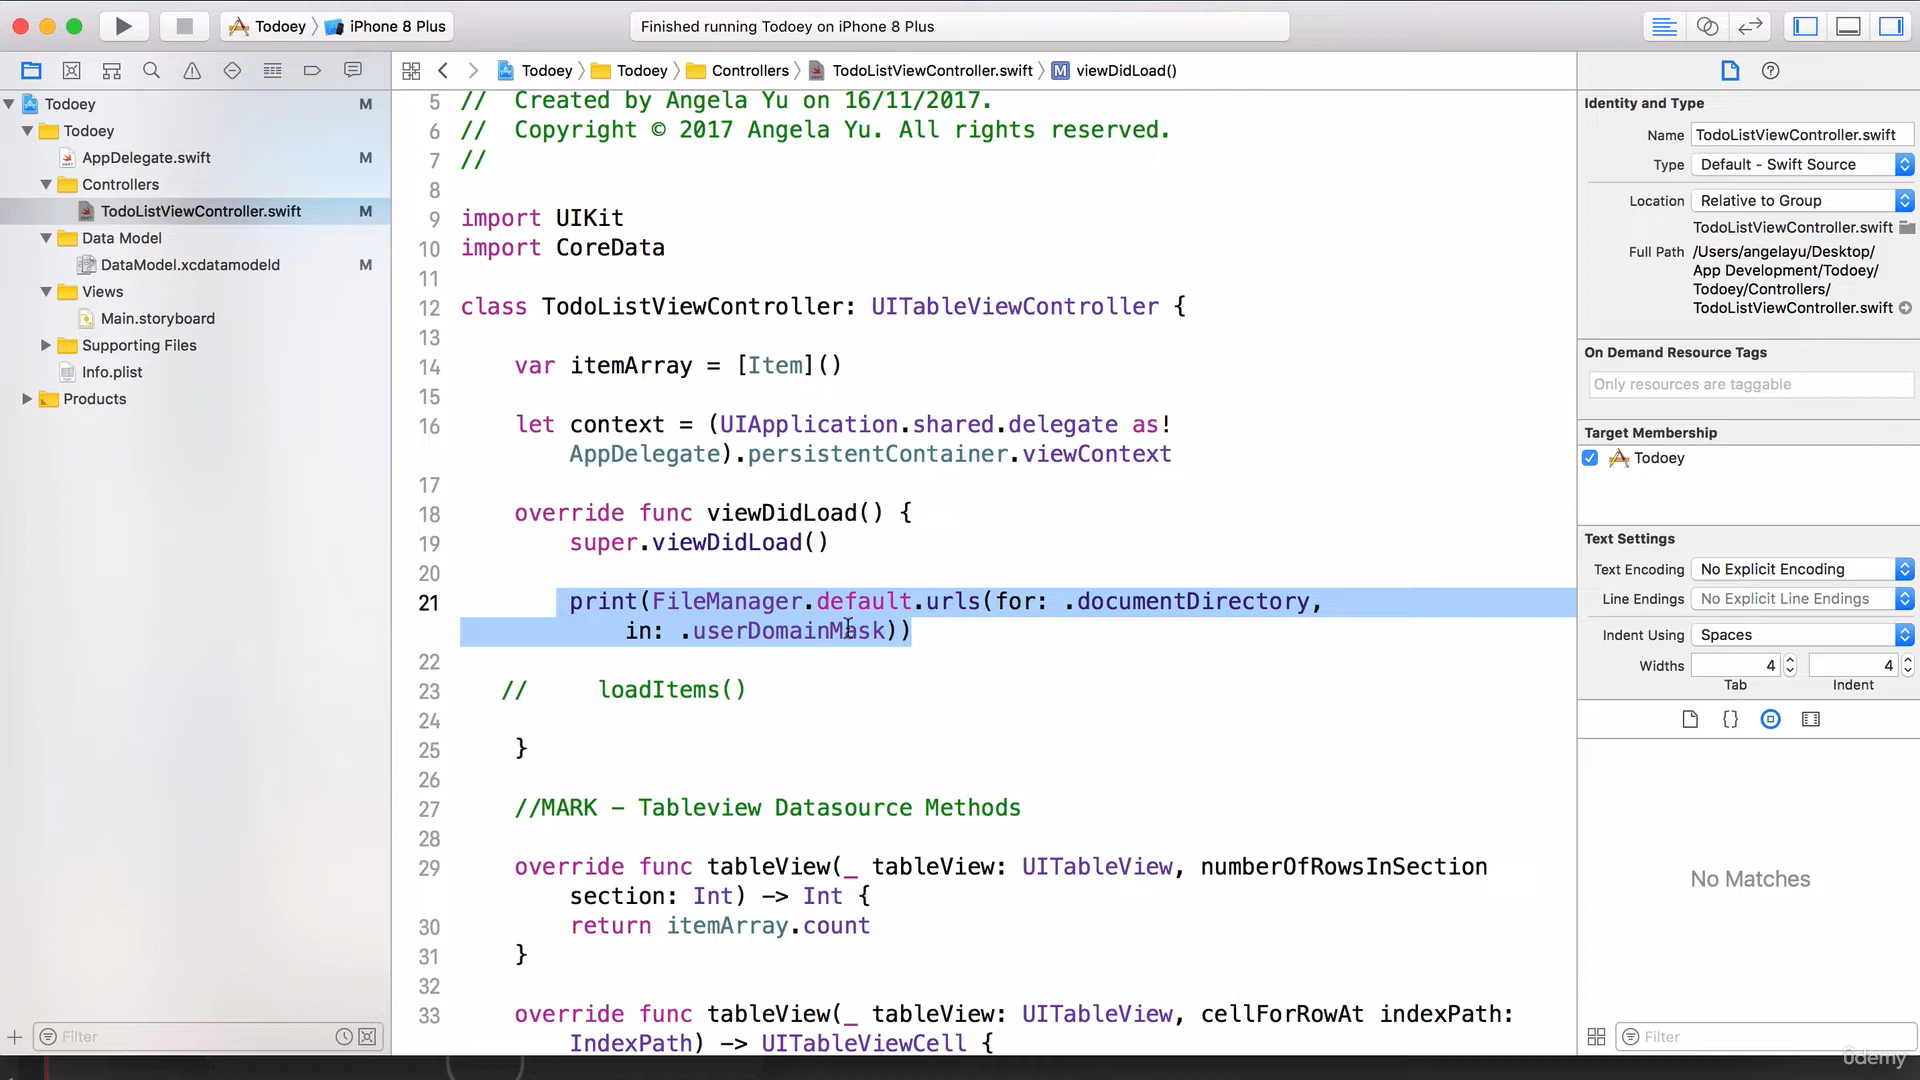 Todoey
iPhone 8 Plus
Finished running Todoey on iPhone 8 Plus
Todoey
Todoey
Controllers
TodoListViewController.swift
M
viewDidLoad()
Todoey
M
Todoey
AppDelegate.swift
M
Controllers
TodoListViewController.swift
M
Data Model
DataModel.xcdatamodeld
M
Views
Main.storyboard
Supporting Files
Info.plist
Products
Filter
5 //  Created by Angela Yu on 16/11/2017.
6 //  Copyright © 2017 Angela Yu. All rights reserved.
7 //
8
9 import UIKit
10 import CoreData
11
12 class TodoListViewController: UITableViewController {
13
14     var itemArray = [Item]()
15
16     let context = (UIApplication.shared.delegate as!
AppDelegate).persistentContainer.viewContext
17
18     override func viewDidLoad() {
19         super.viewDidLoad()
20
21         print(FileManager.default.urls(for: .documentDirectory,
in: .userDomainMask))
22
23    //     loadItems()
24
25     }
26
27     //MARK - Tableview Datasource Methods
28
29     override func tableView(_ tableView: UITableView, numberOfRowsInSection
section: Int) -> Int {
30         return itemArray.count
31     }
32
33     override func tableView(_ tableView: UITableView, cellForRowAt indexPath:
IndexPath) -> UITableViewCell {
Identity and Type
Name TodoListViewController.swift
Type Default - Swift Source
Location Relative to Group
TodoListViewController.swift
Full Path /Users/angelayu/Desktop/
App Development/Todoey/
Todoey/Controllers/
TodoListViewController.swift
On Demand Resource Tags
Only resources are taggable
Target Membership
Todoey
Text Settings
Text Encoding No Explicit Encoding
Line Endings No Explicit Line Endings
Indent Using Spaces
Widths 4 4
Tab Indent
{}
No Matches
Filter
ûdemy